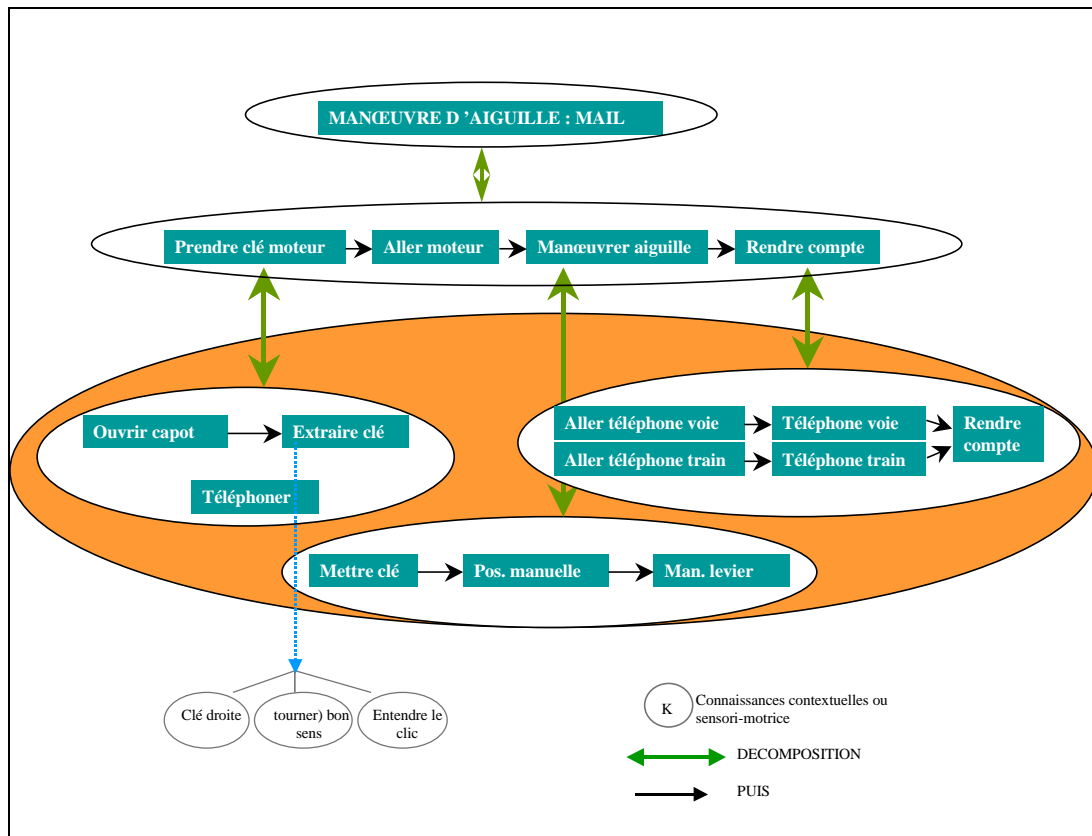 MANŒUVRE D ’AIGUILLE : MAIL
Prendre clé moteur
Aller moteur
Manœuvrer aiguille
Rendre compte
Ouvrir capot
Extraire clé
Téléphoner
Aller téléphone voie
Téléphone voie
Aller téléphone train
Téléphone train
Rendre
compte
Mettre clé
Pos. manuelle
Man. levier
Clé droite
tourner) bon
sens
Entendre le
clic
K
Connaissances contextuelles ou
sensori-motrice
DECOMPOSITION
PUIS